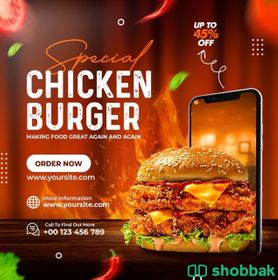 Special
UP TO
45%
OFF
CHICKEN
BURGER
MAKING FOOD GREAT AGAIN AND AGAIN
ORDER NOW
www.yoursite.com
More information
www.yoursite.com
Call To Find Out More
+00 123 456 789
shobbak